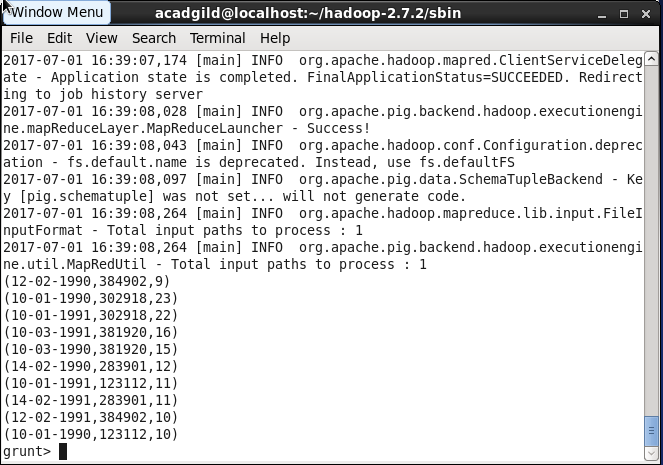 Window Menu
acadgild@localhost:~/hadoop-2.7.2/sbin
File Edit View Search Terminal Help
2017-07-01 16:39:07,174 [main] INFO  org.apache.hadoop.mapred.ClientServiceDeleg
ate - Application state is completed. FinalApplicationStatus=SUCCEEDED. Redirect
ing to job history server
2017-07-01 16:39:08,028 [main] INFO  org.apache.pig.backend.hadoop.executionengi
ne.mapReduceLayer.MapReduceLauncher - Success!
2017-07-01 16:39:08,043 [main] INFO  org.apache.hadoop.conf.Configuration.deprec
ation - fs.default.name is deprecated. Instead, use fs.defaultFS
2017-07-01 16:39:08,097 [main] INFO  org.apache.pig.data.SchemaTupleBackend - Ke
y [pig.schematuple] was not set... will not generate code.
2017-07-01 16:39:08,264 [main] INFO  org.apache.hadoop.mapreduce.lib.input.FileI
nputFormat - Total input paths to process : 1
2017-07-01 16:39:08,264 [main] INFO  org.apache.pig.backend.hadoop.executionengi
ne.util.MapRedUtil - Total input paths to process : 1
(12-02-1990,384902,9)
(10-01-1990,302918,23)
(10-01-1991,302918,22)
(10-03-1991,381920,16)
(10-03-1990,381920,15)
(14-02-1990,283901,12)
(10-01-1991,123112,11)
(14-02-1991,283901,11)
(12-02-1991,384902,10)
(10-01-1990,123112,10)
grunt>